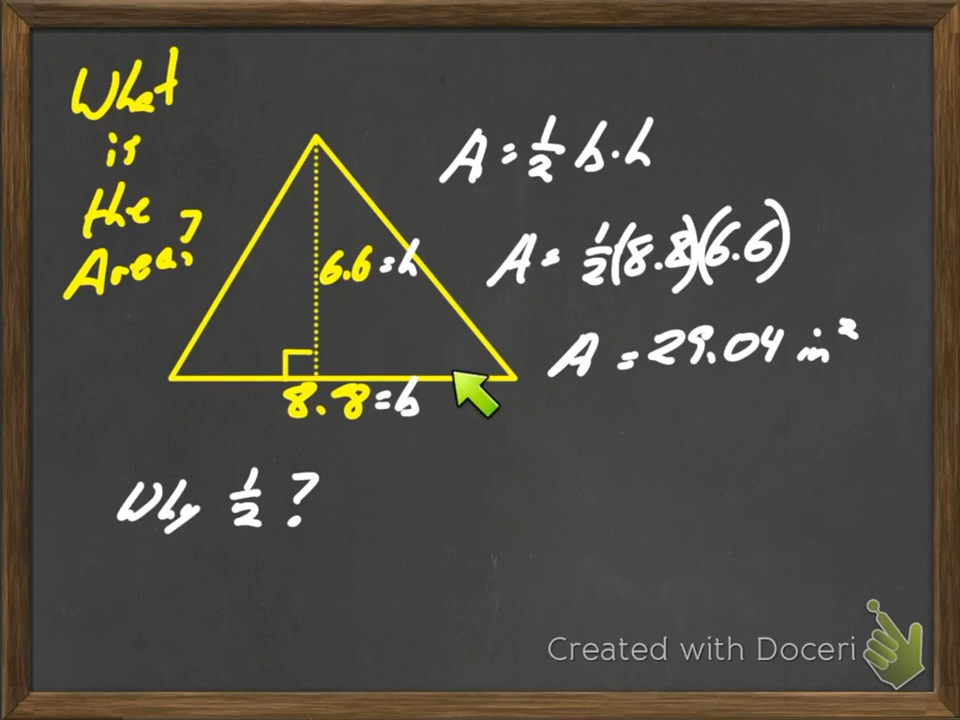 What
is
the
Area?
6.6=h
8.8=b
A=½ b·h
A=½(8.8)(6.6)
A=29.04 in²
Why ½?
Created with Doceri